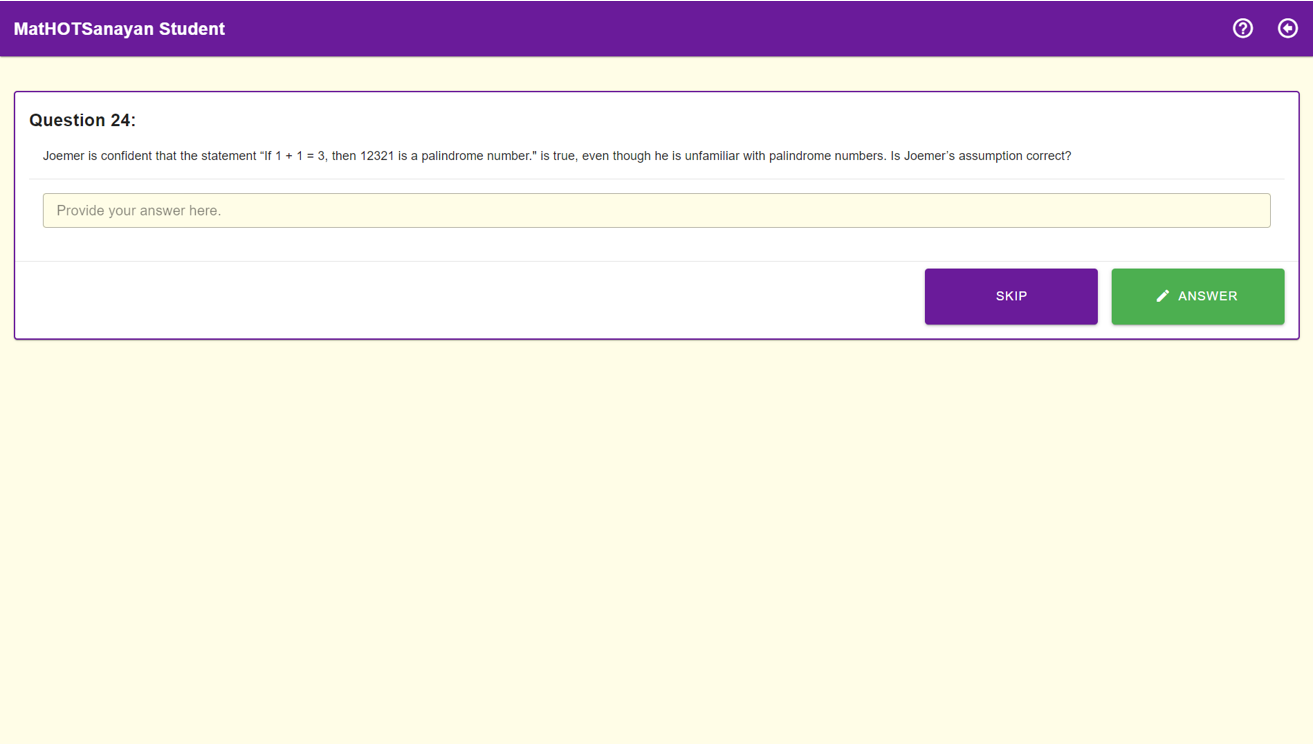 MatHOTSanayan Student
Question 24:
Joemer is confident that the statement “If 1 + 1 = 3, then 12321 is a palindrome number." is true, even though he is unfamiliar with palindrome numbers. Is Joemer’s assumption correct?
Provide your answer here.
SKIP
ANSWER